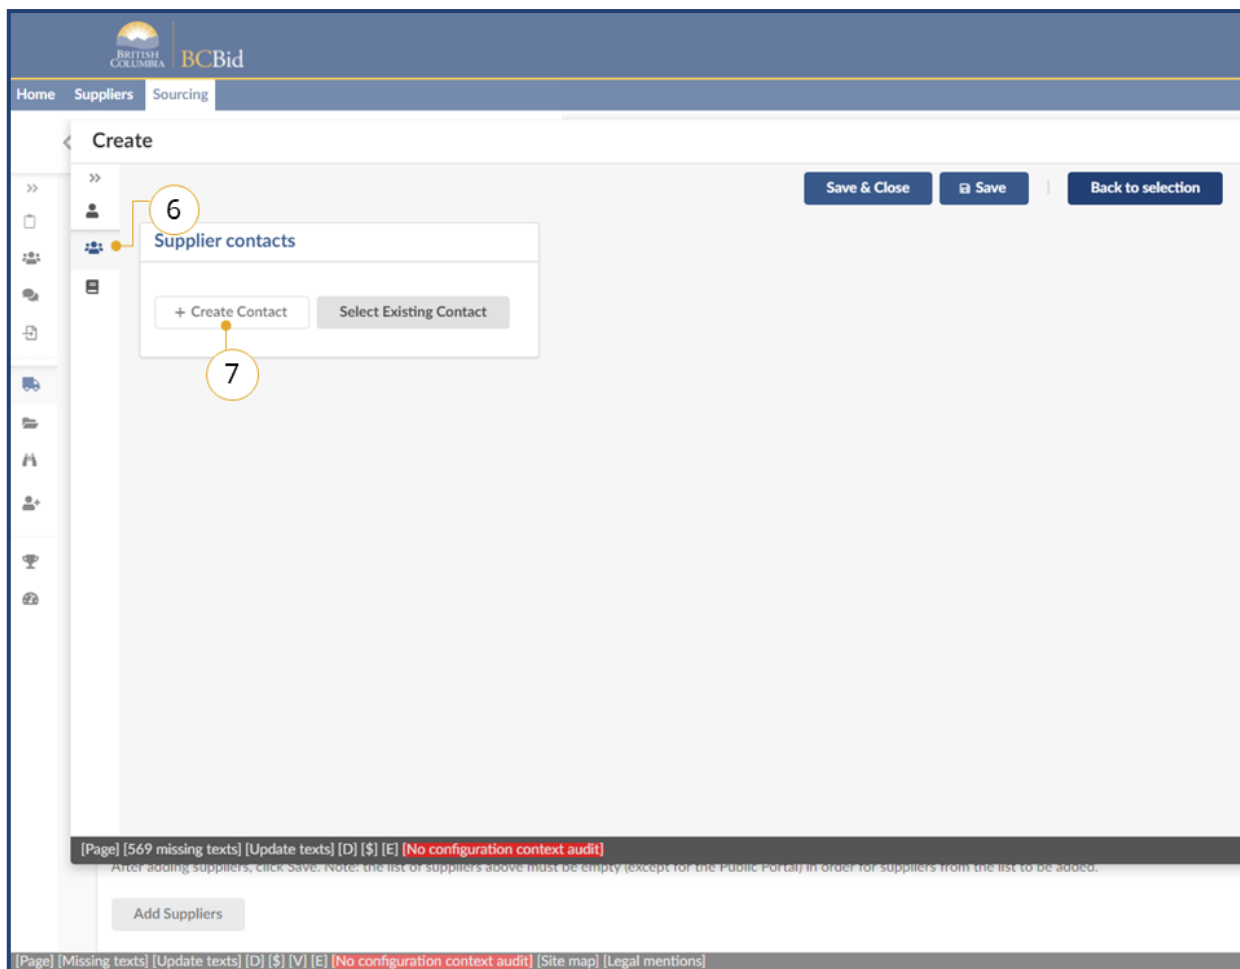 BRITISH
COLUMBIA
BCBid
Home Suppliers Sourcing
Create
Save & Close Save Back to selection
6
Supplier contacts
+ Create Contact Select Existing Contact
7
[Page] [569 missing texts] [Update texts] [D] [$] [E] [No configuration context audit]
After adding suppliers, click Save. Note: the list of suppliers above must be empty (except for the Public Portal) in order for suppliers from the list to be added.
Add Suppliers
[Page] [Missing texts] [Update texts] [D] [$] [V] [E] [No configuration context audit] [Site map] [Legal mentions]